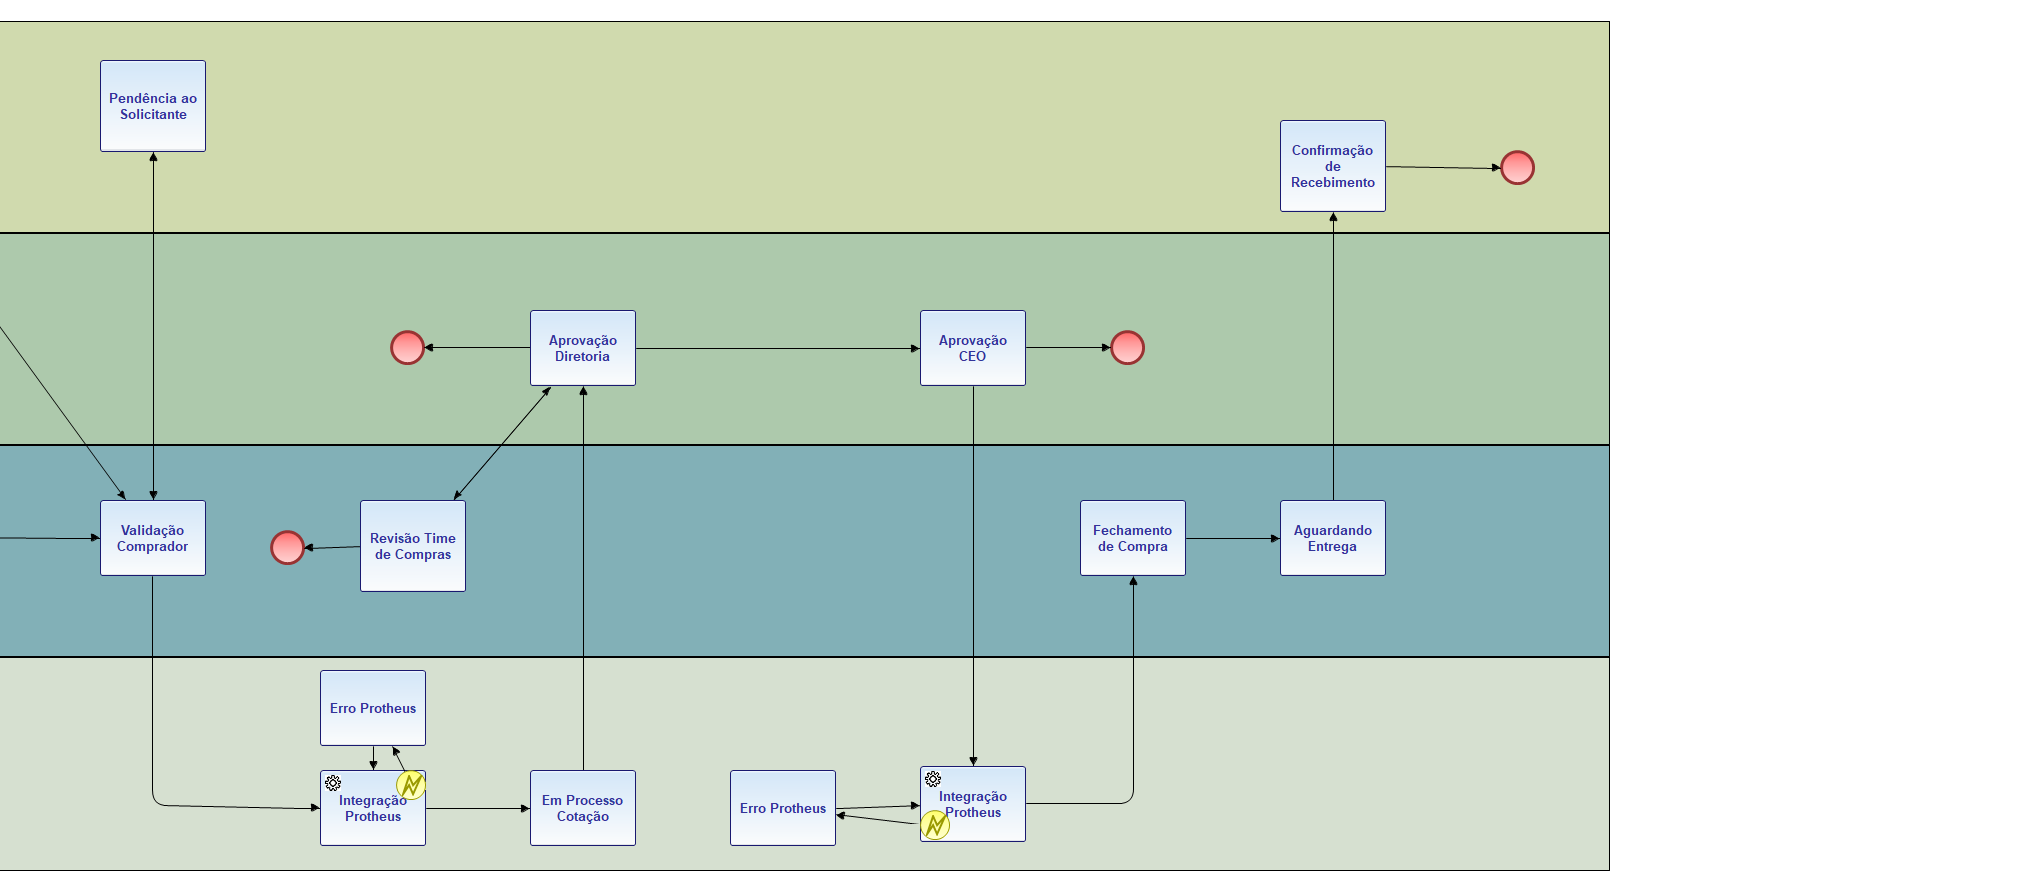 Pendência ao
Solicitante
Confirmação
de
Recebimento
Aprovação
Diretoria
Aprovação
CEO
Validação
Comprador
Revisão Time
de Compras
Fechamento
de Compra
Aguardando
Entrega
Erro Protheus
Integração
Protheus
Em Processo
Cotação
Erro Protheus
Integração
Protheus